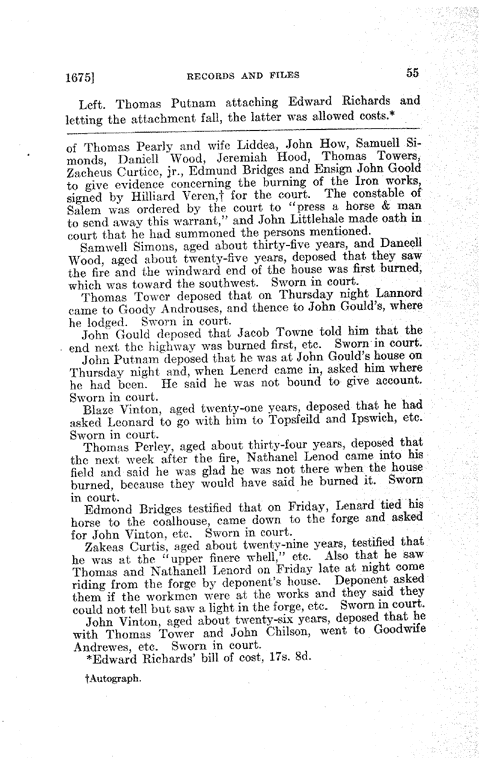 1675] RECORDS AND FILES 55
Left. Thomas Putnam attaching Edward Richards and
letting the attachment fall, the latter was allowed costs.*
of Thomas Pearly and wife Liddea, John How, Samuell Si-
monds, Daniell Wood, Jeremiah Hood, Thomas Towers,
Zacheus Curtice, jr., Edmund Bridges and Ensign John Goold
to give evidence concerning the burning of the Iron works,
signed by Hilliard Veren,† for the court. The constable of
Salem was ordered by the court to "press a horse & man
to send away this warrant," and John Littlehale made oath in
court that he had summoned the persons mentioned.
Samwell Simons, aged about thirty-five years, and Daneell
Wood, aged about twenty-five years, deposed that they saw
the fire and the windward end of the house was first burned,
which was toward the southwest. Sworn in court.
Thomas Tower deposed that on Thursday night Lannord
came to Goody Androuses, and thence to John Gould's, where
he lodged. Sworn in court.
John Gould deposed that Jacob Towne told him that the
end next the highway was burned first, etc. Sworn in court.
John Putnam deposed that he was at John Gould's house on
Thursday night and, when Lenerd came in, asked him where
he had been. He said he was not bound to give account.
Sworn in court.
Blaze Vinton, aged twenty-one years, deposed that he had
asked Leonard to go with him to Topsfeild and Ipswich, etc.
Sworn in court.
Thomas Perley, aged about thirty-four years, deposed that
the next week after the fire, Nathanel Lenod came into his
field and said he was glad he was not there when the house
burned, because they would have said he burned it. Sworn
in court.
Edmond Bridges testified that on Friday, Lenard tied his
horse to the coalhouse, came down to the forge and asked
for John Vinton, etc. Sworn in court.
Zakeas Curtis, aged about twenty-nine years, testified that
he was at the "upper finere whell," etc. Also that he saw
Thomas and Nathanell Lenord on Friday late at night come
riding from the forge by deponent's house. Deponent asked
them if the workmen were at the works and they said they
could not tell but saw a light in the forge, etc. Sworn in court.
John Vinton, aged about twenty-six years, deposed that he
with Thomas Tower and John Chilson, went to Goodwife
Andrewes, etc. Sworn in court.
*Edward Richards' bill of cost, 17s. 8d.
†Autograph.